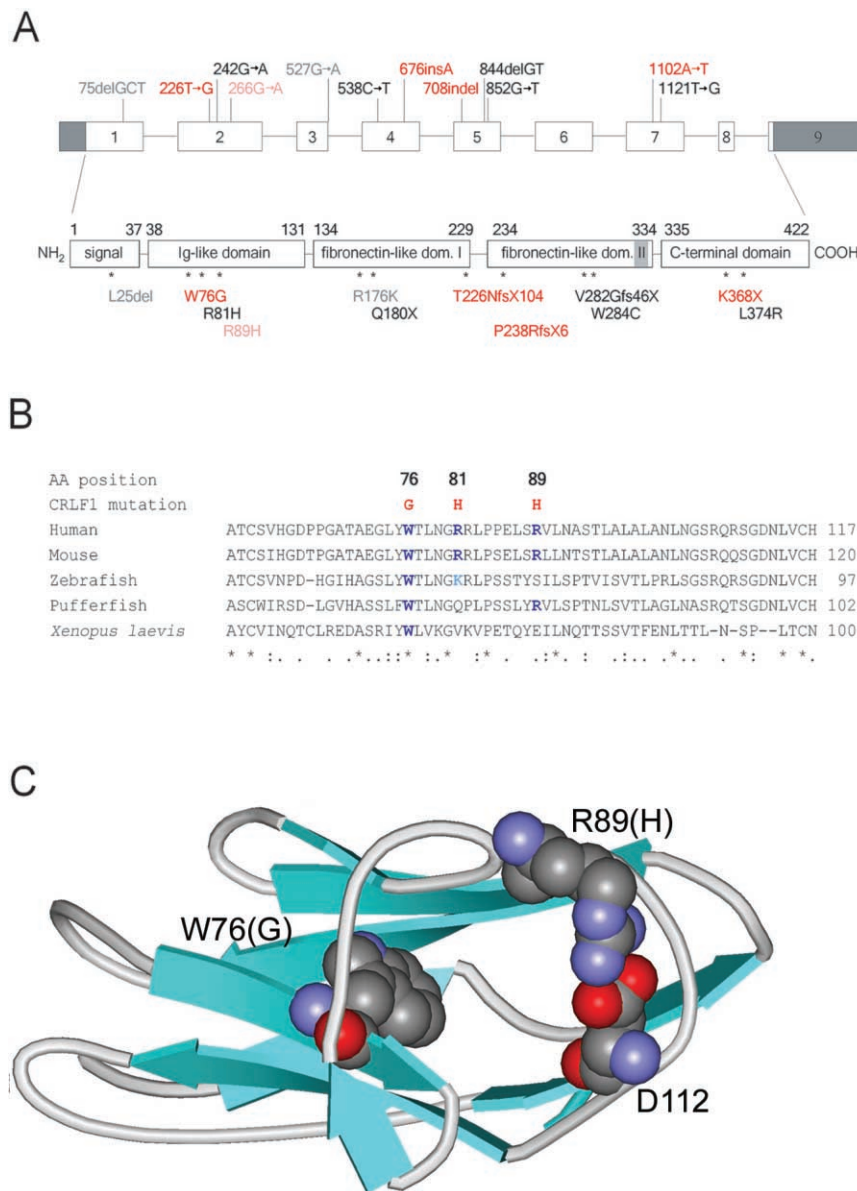 A
242G→A 527G→A 676insA 844delGT 1102A→T
75delGCT 226T→G 266G→A 538C→T 708indel 852G→T 1121T→G
1 2 3 4 5 6 7 8 9
1 37 38 131 134 229 234 334 335 422
NH2 signal Ig-like domain fibronectin-like dom. I fibronectin-like dom. II C-terminal domain COOH
* * * * * * * * * * * *
L25del W76G R176K T226NfsX104 V282Gfs46X K368X
R81H Q180X W284C L374R
R89H P238RfsX6
B
AA position 76 81 89
CRLF1 mutation G H H
Human ATCSVHGDPPGATAEGLYWTLNGRRLPPELSRVLNASTLALALANLNGSRQRSGDNLVCH 117
Mouse ATCSIHGDTPGATAEGLYWTLNGRRLPSELSRLLNTSTLALALANLNGSRQQSGDNLVCH 120
Zebrafish ATCSVNPD-HGIHAGSLYWTLNGKRLPSSTYSILSPTVISVTLPRLSGSRQRSGDNLVCH 97
Pufferfish ASCWIRSD-LGVHASSLFWTLNGQPLPSSLYRVLSPTNLSVTLAGLNASRQTSGDNLVCH 102
Xenopus laevis AYCVINQTCLREDASRIYWLVKGVKVPETQYEILNQTTSSVTFENLTTL-N-SP--LTCN 100
C
R89(H)
W76(G)
D112